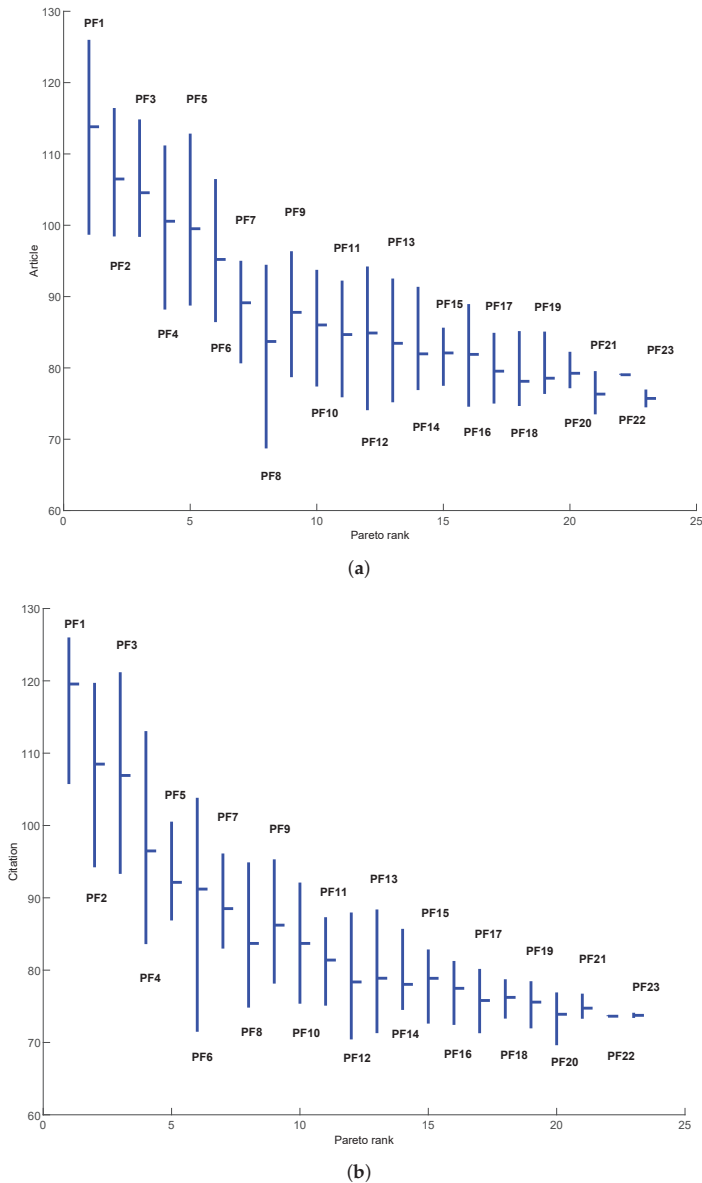 130
PF1
120
PF3
PF5
110
100
PF7
PF9
PF11
PF13
Article
PF2
90
PF15
PF17
PF19
PF4
PF6
PF21
PF23
80
PF10
PF12
PF14
PF16
PF18
PF20
PF22
70
PF8
60
0
5
10
15
20
25
Pareto rank
(a)
130
PF1
PF3
120
110
PF5
PF7
PF9
100
Citation
PF2
PF11
PF13
90
PF15
PF17
PF19
PF21
PF4
80
PF23
PF6
PF8
PF10
PF12
PF14
PF16
PF18
PF20
PF22
70
60
0
5
10
15
20
25
Pareto rank
(b)